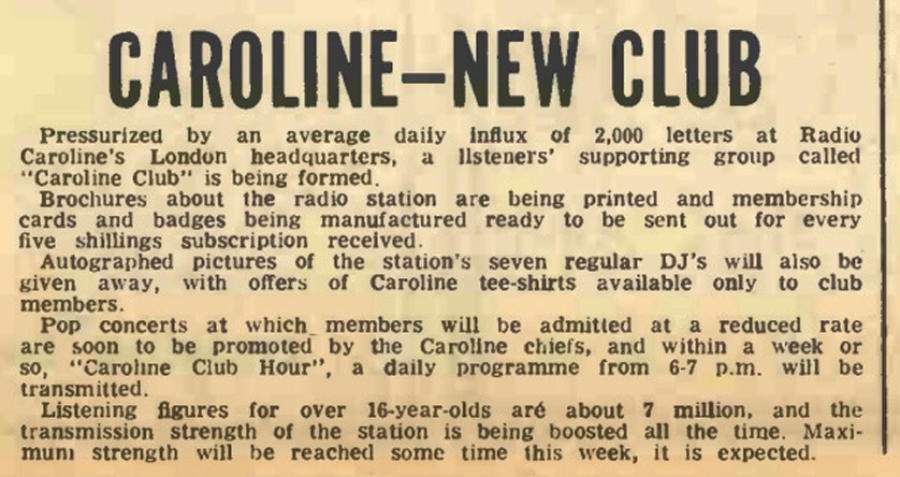 CAROLINE—NEW CLUB
Pressurized by an average daily influx of 2,000 letters at Radio
Caroline's London headquarters, a listeners' supporting group called
"Caroline Club" is being formed.
Brochures about the radio station are being printed and membership
cards and badges being manufactured ready to be sent out for every
five shillings subscription received.
Autographed pictures of the station's seven regular DJ's will also be
given away, with offers of Caroline tee-shirts available only to club
members.
Pop concerts at which members will be admitted at a reduced rate
are soon to be promoted by the Caroline chiefs, and within a week or
so, "Caroline Club Hour", a daily programme from 6-7 p.m. will be
transmitted.
Listening figures for over 16-year-olds are about 7 million, and the
transmission strength of the station is being boosted all the time. Maxi-
mum strength will be reached some time this week, it is expected.